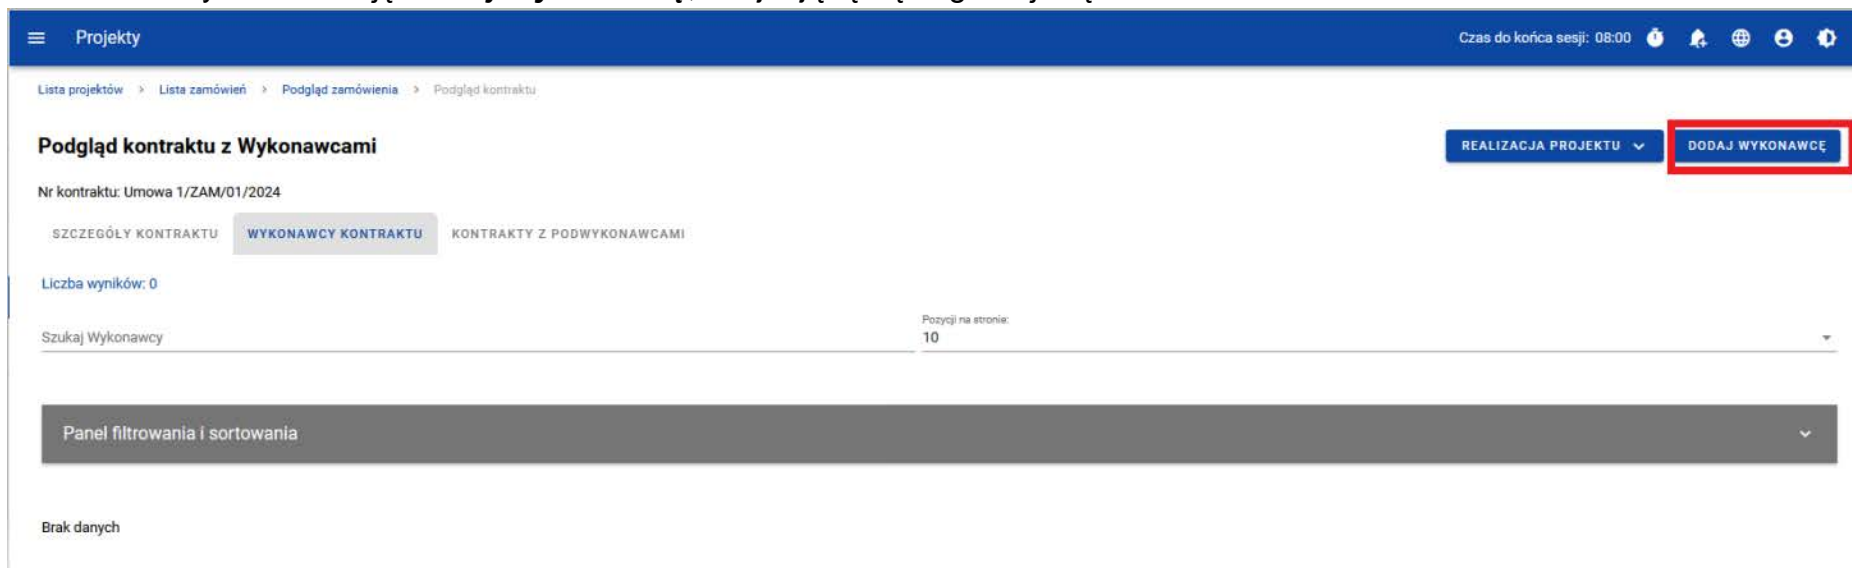 Projekty
Czas do końca sesji: 08:00
Lista projektów > Lista zamówień > Podgląd zamówienia > Podgląd kontraktu
Podgląd kontraktu z Wykonawcami
REALIZACJA PROJEKTU
DODAJ WYKONAWCĘ
Nr kontraktu: Umowa 1/ZAM/01/2024
SZCZEGÓŁY KONTRAKTU WYKONAWCY KONTRAKTU KONTRAKTY Z PODWYKONAWCAMI
Liczba wyników: 0
Pozycji na stronie:
Szukaj Wykonawcy
10
Panel filtrowania i sortowania
Brak danych